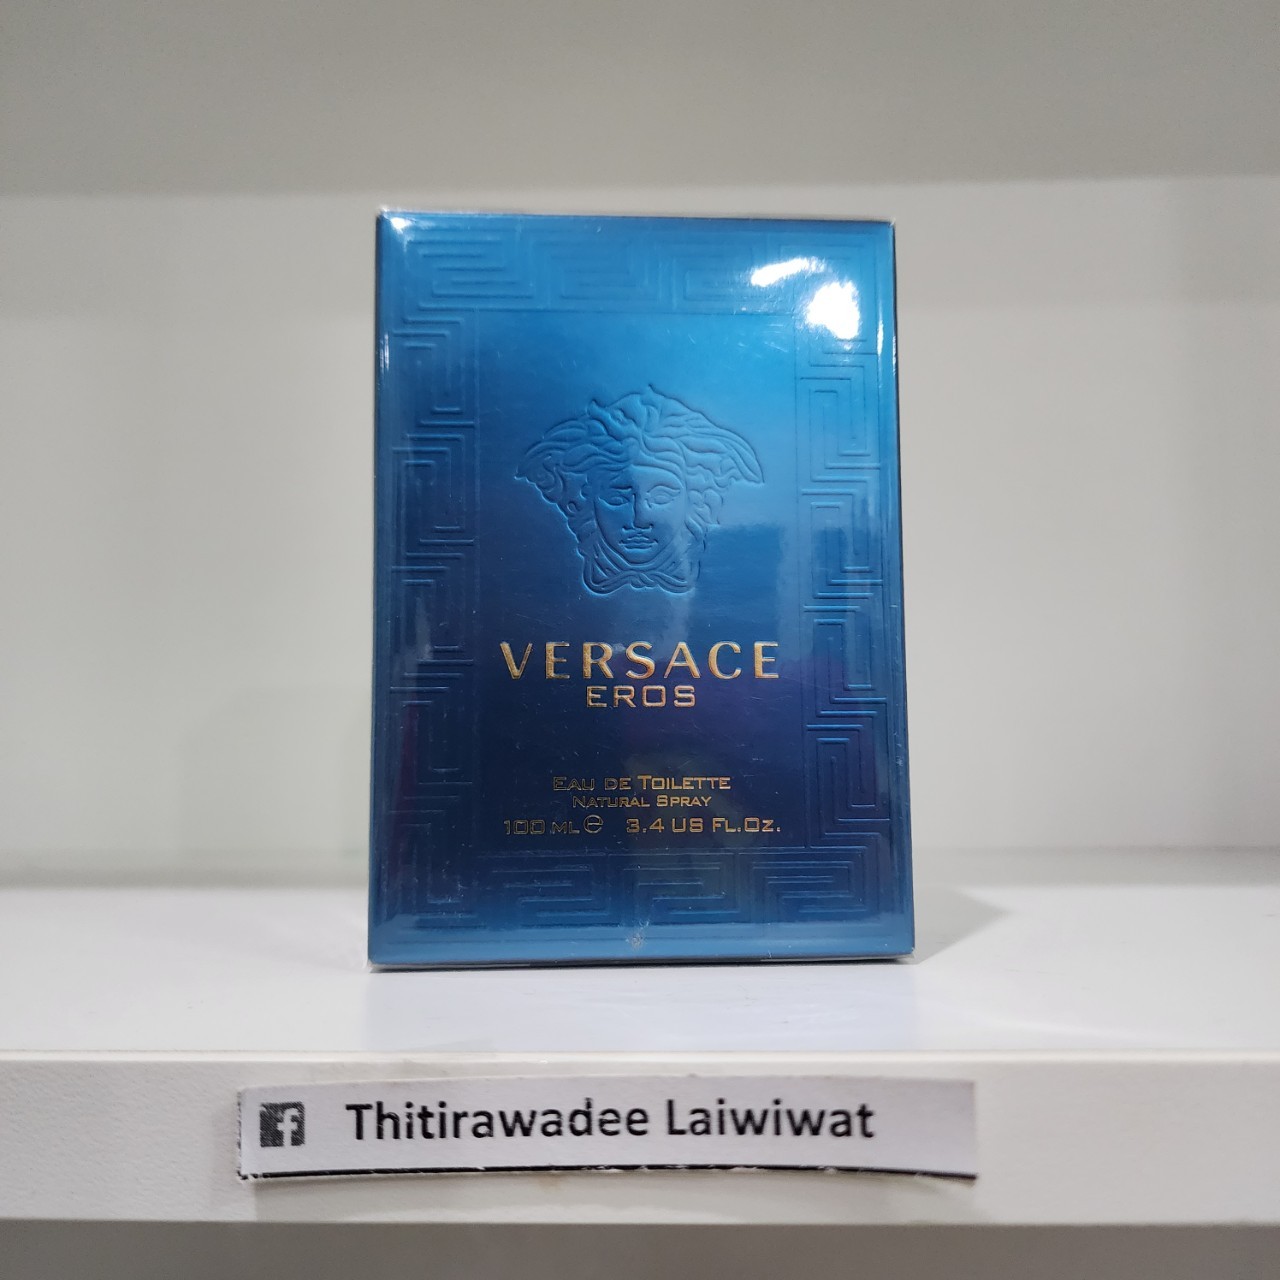 VERSACE
EROS
EAU DE TOILETTE
NATURAL SPRAY
100 ML ℮ 3.4 US FL.OZ.
f Thitirawadee Laiwiwat